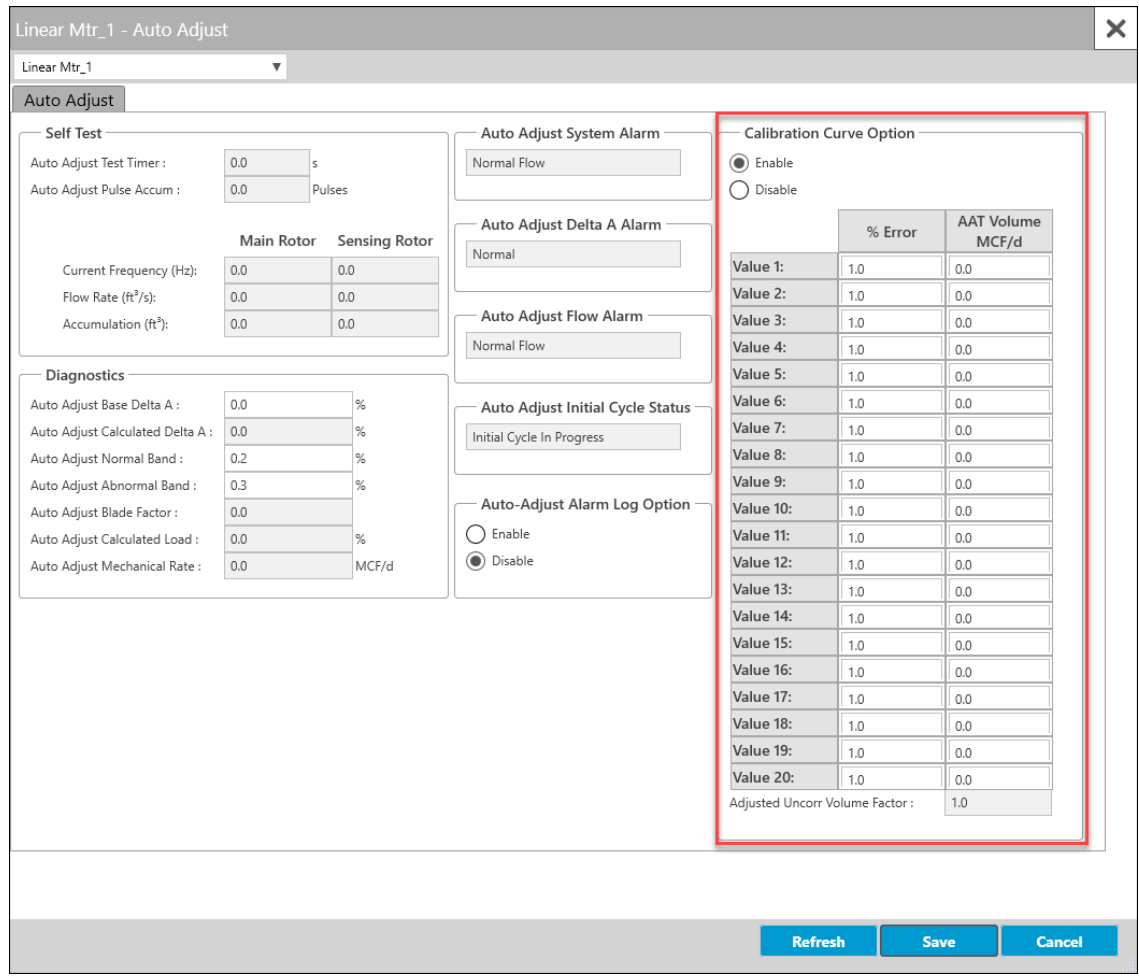 Linear Mtr_1 - Auto Adjust
Linear Mtr_1
Auto Adjust
Self Test
Auto Adjust Test Timer : 0.0 s
Auto Adjust Pulse Accum : 0.0 Pulses
Main Rotor Sensing Rotor
Current Frequency (Hz): 0.0 0.0
Flow Rate (ft³/s): 0.0 0.0
Accumulation (ft³): 0.0 0.0
Diagnostics
Auto Adjust Base Delta A : 0.0 %
Auto Adjust Calculated Delta A : 0.0 %
Auto Adjust Normal Band : 0.2 %
Auto Adjust Abnormal Band : 0.3 %
Auto Adjust Blade Factor : 0.0
Auto Adjust Calculated Load : 0.0 %
Auto Adjust Mechanical Rate : 0.0 MCF/d
Auto Adjust System Alarm
Normal Flow
Auto Adjust Delta A Alarm
Normal
Auto Adjust Flow Alarm
Normal Flow
Auto Adjust Initial Cycle Status
Initial Cycle In Progress
Auto-Adjust Alarm Log Option
Enable
Disable
Calibration Curve Option
Enable
Disable
% Error AAT Volume
MCF/d
Value 1: 1.0 0.0
Value 2: 1.0 0.0
Value 3: 1.0 0.0
Value 4: 1.0 0.0
Value 5: 1.0 0.0
Value 6: 1.0 0.0
Value 7: 1.0 0.0
Value 8: 1.0 0.0
Value 9: 1.0 0.0
Value 10: 1.0 0.0
Value 11: 1.0 0.0
Value 12: 1.0 0.0
Value 13: 1.0 0.0
Value 14: 1.0 0.0
Value 15: 1.0 0.0
Value 16: 1.0 0.0
Value 17: 1.0 0.0
Value 18: 1.0 0.0
Value 19: 1.0 0.0
Value 20: 1.0 0.0
Adjusted Uncorr Volume Factor : 1.0
Refresh Save Cancel